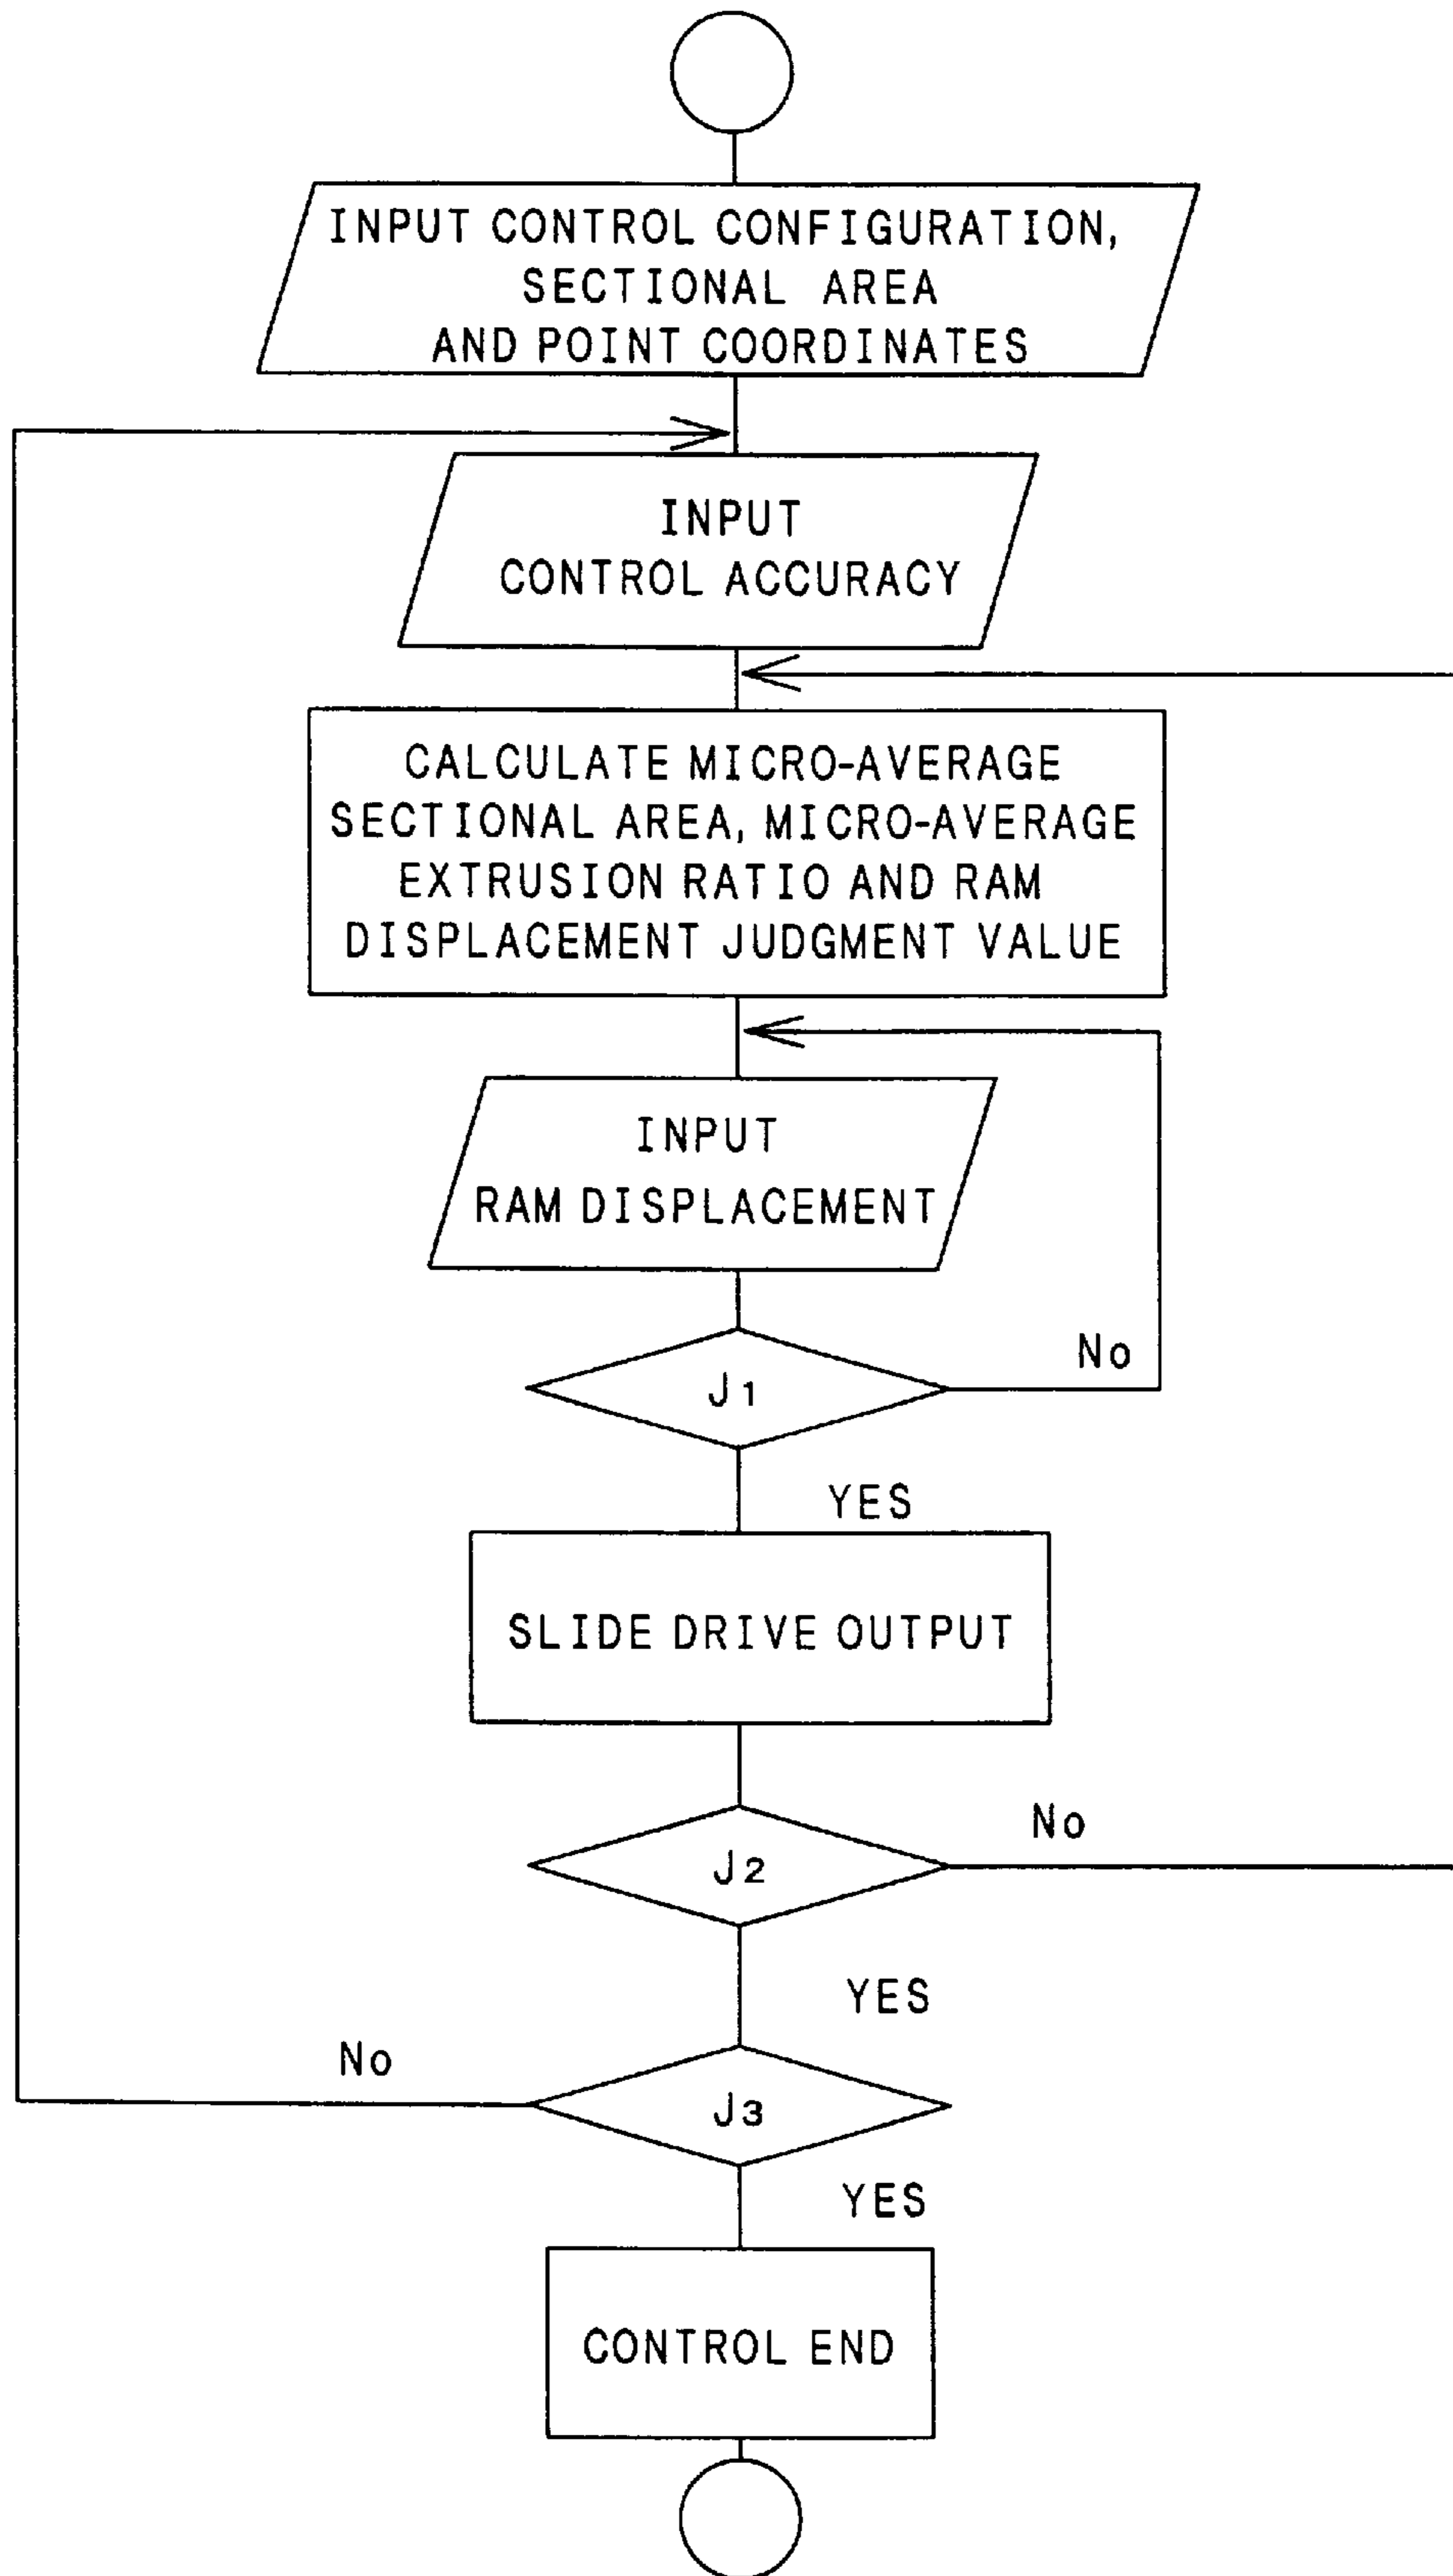 INPUT CONTROL CONFIGURATION,
SECTIONAL AREA
AND POINT COORDINATES
INPUT
CONTROL ACCURACY
CALCULATE MICRO-AVERAGE
SECTIONAL AREA, MICRO-AVERAGE
EXTRUSION RATIO AND RAM
DISPLACEMENT JUDGMENT VALUE
INPUT
RAM DISPLACEMENT
No
J1
YES
SLIDE DRIVE OUTPUT
No
J2
YES
No
J3
YES
CONTROL END